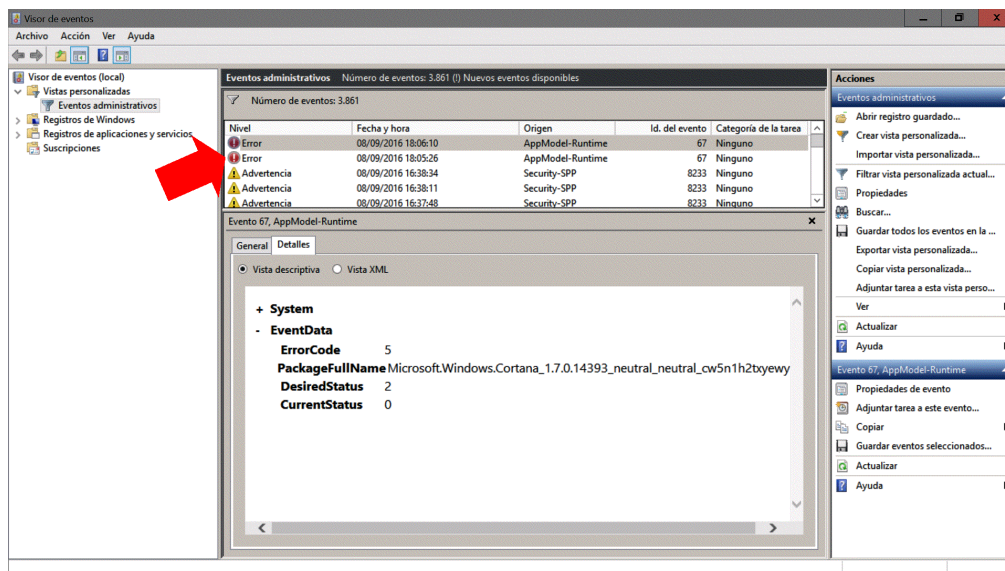 Visor de eventos
Archivo Acción Ver Ayuda
Visor de eventos (local)
Vistas personalizadas
Eventos administrativos
Registros de Windows
Registros de aplicaciones y servicios
Suscripciones
Eventos administrativos Número de eventos: 3.861 (!) Nuevos eventos disponibles
Número de eventos: 3.861
Nivel Fecha y hora Origen Id. del evento Categoría de la tarea
Error 08/09/2016 18:06:10 AppModel-Runtime 67 Ninguno
Error 08/09/2016 18:05:26 AppModel-Runtime 67 Ninguno
Advertencia 08/09/2016 16:38:34 Security-SPP 8233 Ninguno
Advertencia 08/09/2016 16:38:11 Security-SPP 8233 Ninguno
Advertencia 08/09/2016 16:37:48 Security-SPP 8233 Ninguno
Evento 67, AppModel-Runtime
General Detalles
Vista descriptiva Vista XML
+ System
- EventData
ErrorCode 5
PackageFullName Microsoft.Windows.Cortana_1.7.0.14393_neutral_neutral_cw5n1h2txyewy
DesiredStatus 2
CurrentStatus 0
Acciones
Eventos administrativos
Abrir registro guardado...
Crear vista personalizada...
Importar vista personalizada...
Filtrar vista personalizada actual...
Propiedades
Buscar...
Guardar todos los eventos en la ...
Exportar vista personalizada...
Copiar vista personalizada...
Adjuntar tarea a esta vista perso...
Ver
Actualizar
Ayuda
Evento 67, AppModel-Runtime
Propiedades de evento
Adjuntar tarea a este evento...
Copiar
Guardar eventos seleccionados...
Actualizar
Ayuda